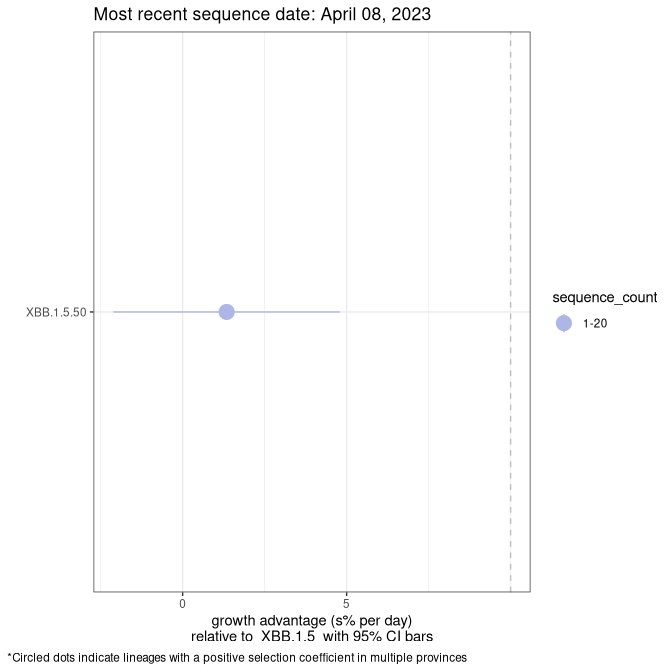 Most recent sequence date: April 08, 2023
XBB.1.5.50
sequence_count
1-20
0 5
growth advantage (s% per day)
relative to  XBB.1.5  with 95% CI bars
*Circled dots indicate lineages with a positive selection coefficient in multiple provinces